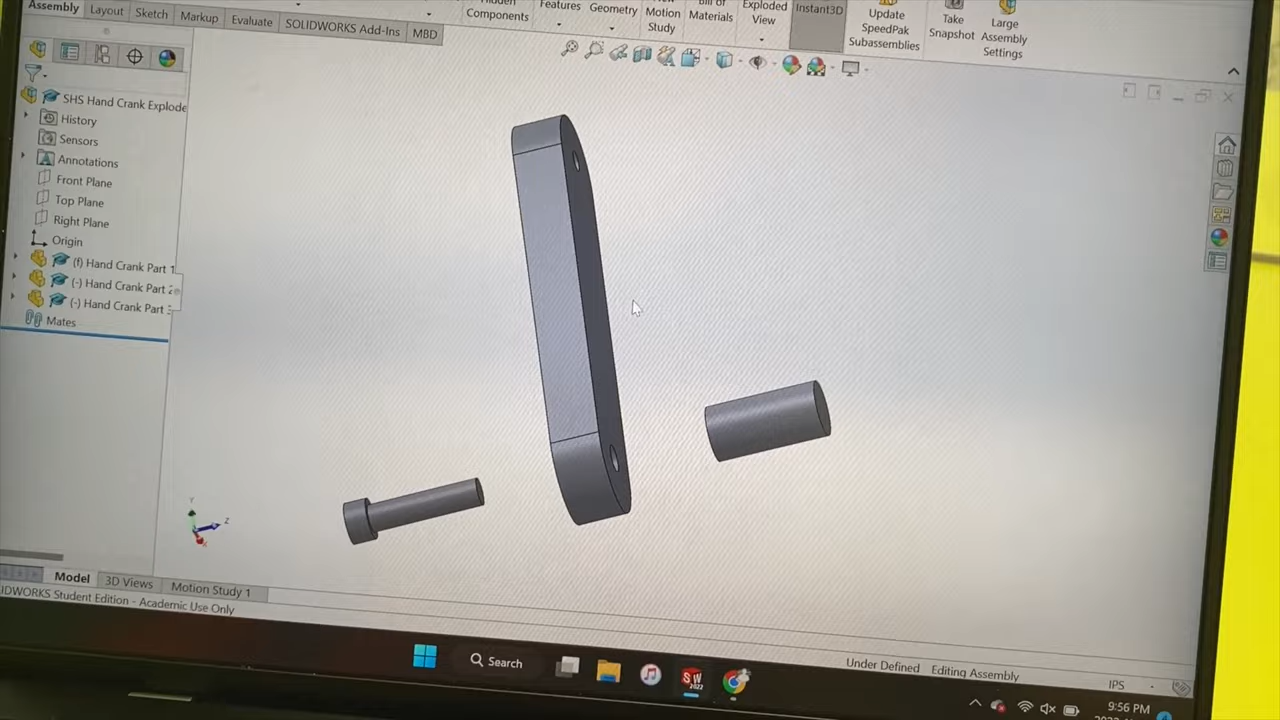 Components
Features
Geometry
Motion
Study
Materials
Exploded
View
Instant3D
Update
SpeedPak
Subassemblies
Take
Snapshot
Large
Assembly
Settings
Assembly
Layout
Sketch
Markup
Evaluate
SOLIDWORKS Add-Ins
MBD
SHS Hand Crank Explode
History
Sensors
Annotations
Front Plane
Top Plane
Right Plane
Origin
(f) Hand Crank Part 1
(-) Hand Crank Part 2
(-) Hand Crank Part
Mates
Y
Z
X
Model
3D Views
Motion Study 1
IDWORKS Student Edition - Academic Use Only
Under Defined
Editing Assembly
IPS
Search
SW
2022
9:56 PM